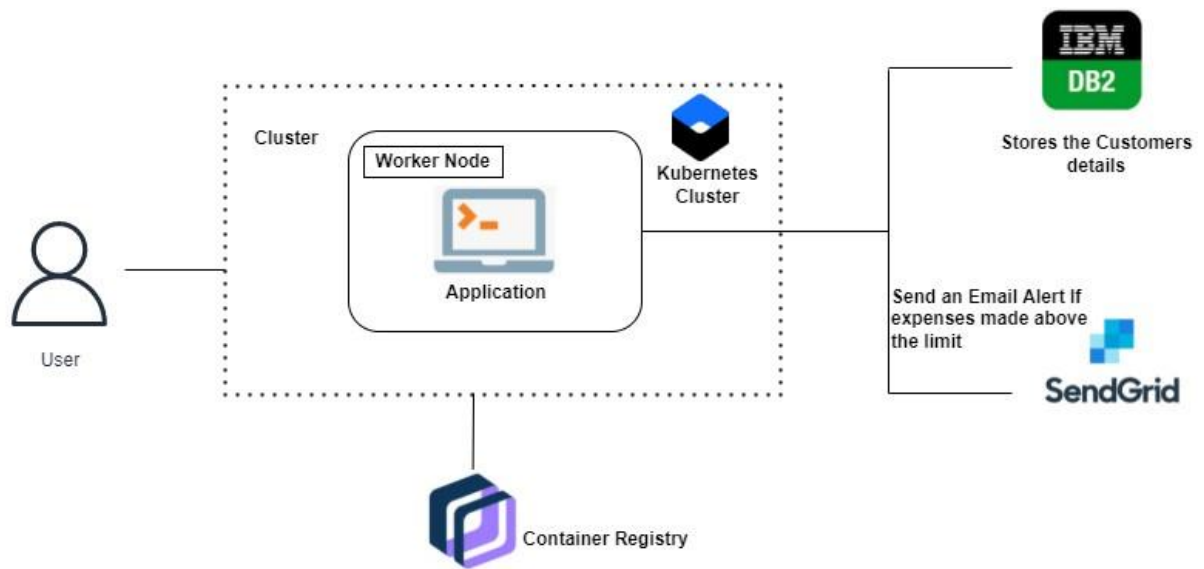 IBM
DB2
Stores the Customers
details
Cluster
Worker Node
Kubernetes
Cluster
Application
User
Send an Email Alert If
expenses made above
the limit
SendGrid
Container Registry